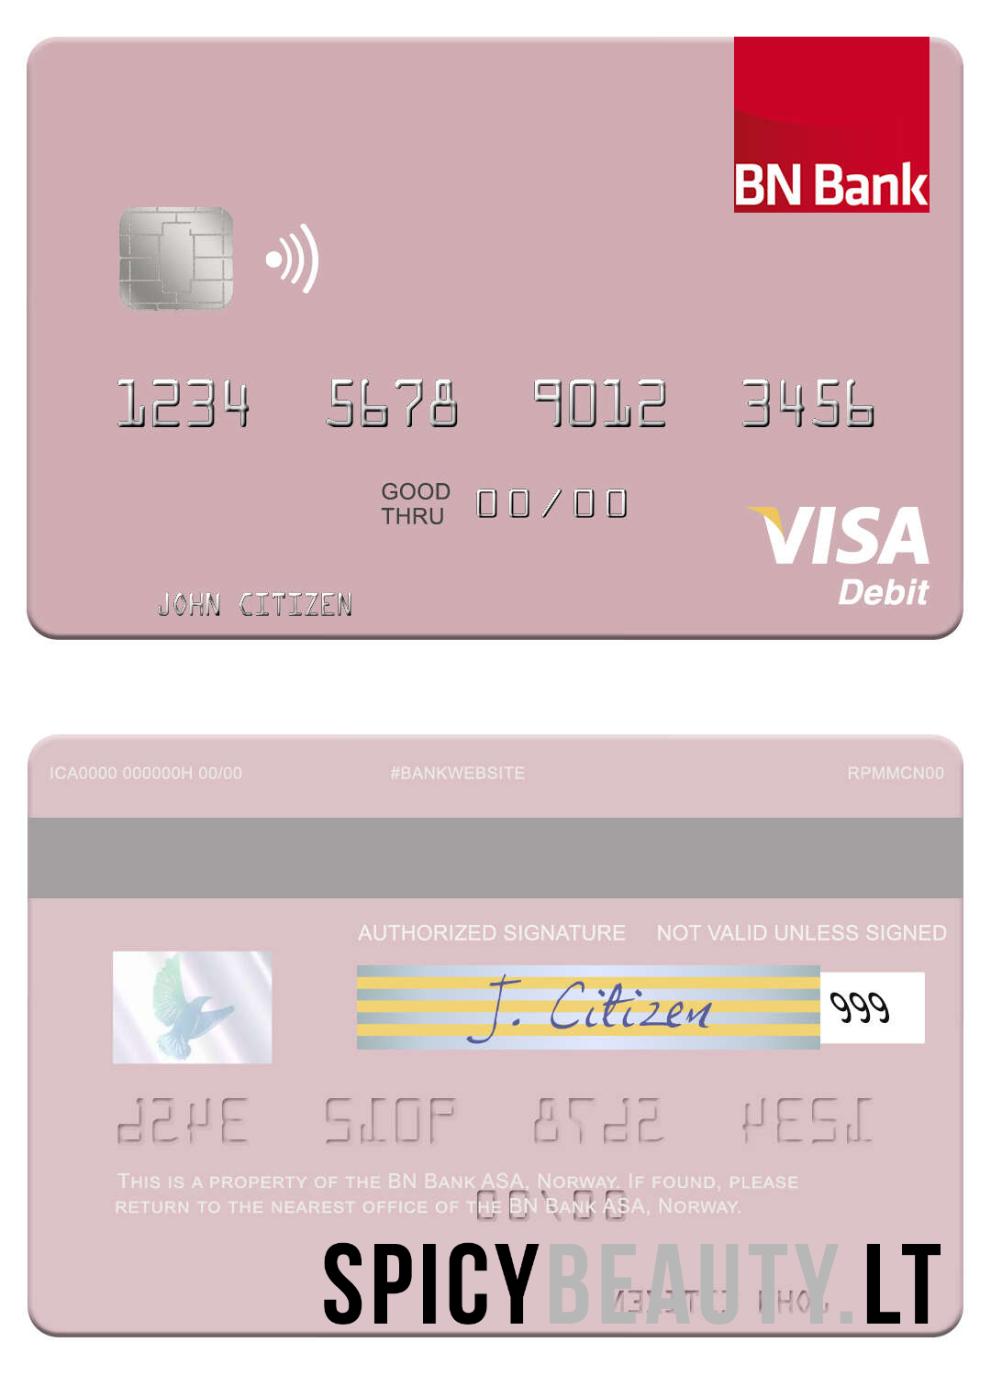 BN Bank
1234 5678 9012 3456
GOOD THRU 00/00
VISA
Debit
JOHN CITIZEN
ICA0000 000000H 00/00 #BANKWEBSITE RPMMCN00
AUTHORIZED SIGNATURE NOT VALID UNLESS SIGNED
J. Citizen 999
THIS IS A PROPERTY OF THE BN BANK ASA, NORWAY. IF FOUND, PLEASE
RETURN TO THE NEAREST OFFICE OF THE BN BANK ASA, NORWAY.
SPICYBEAUTY.LT